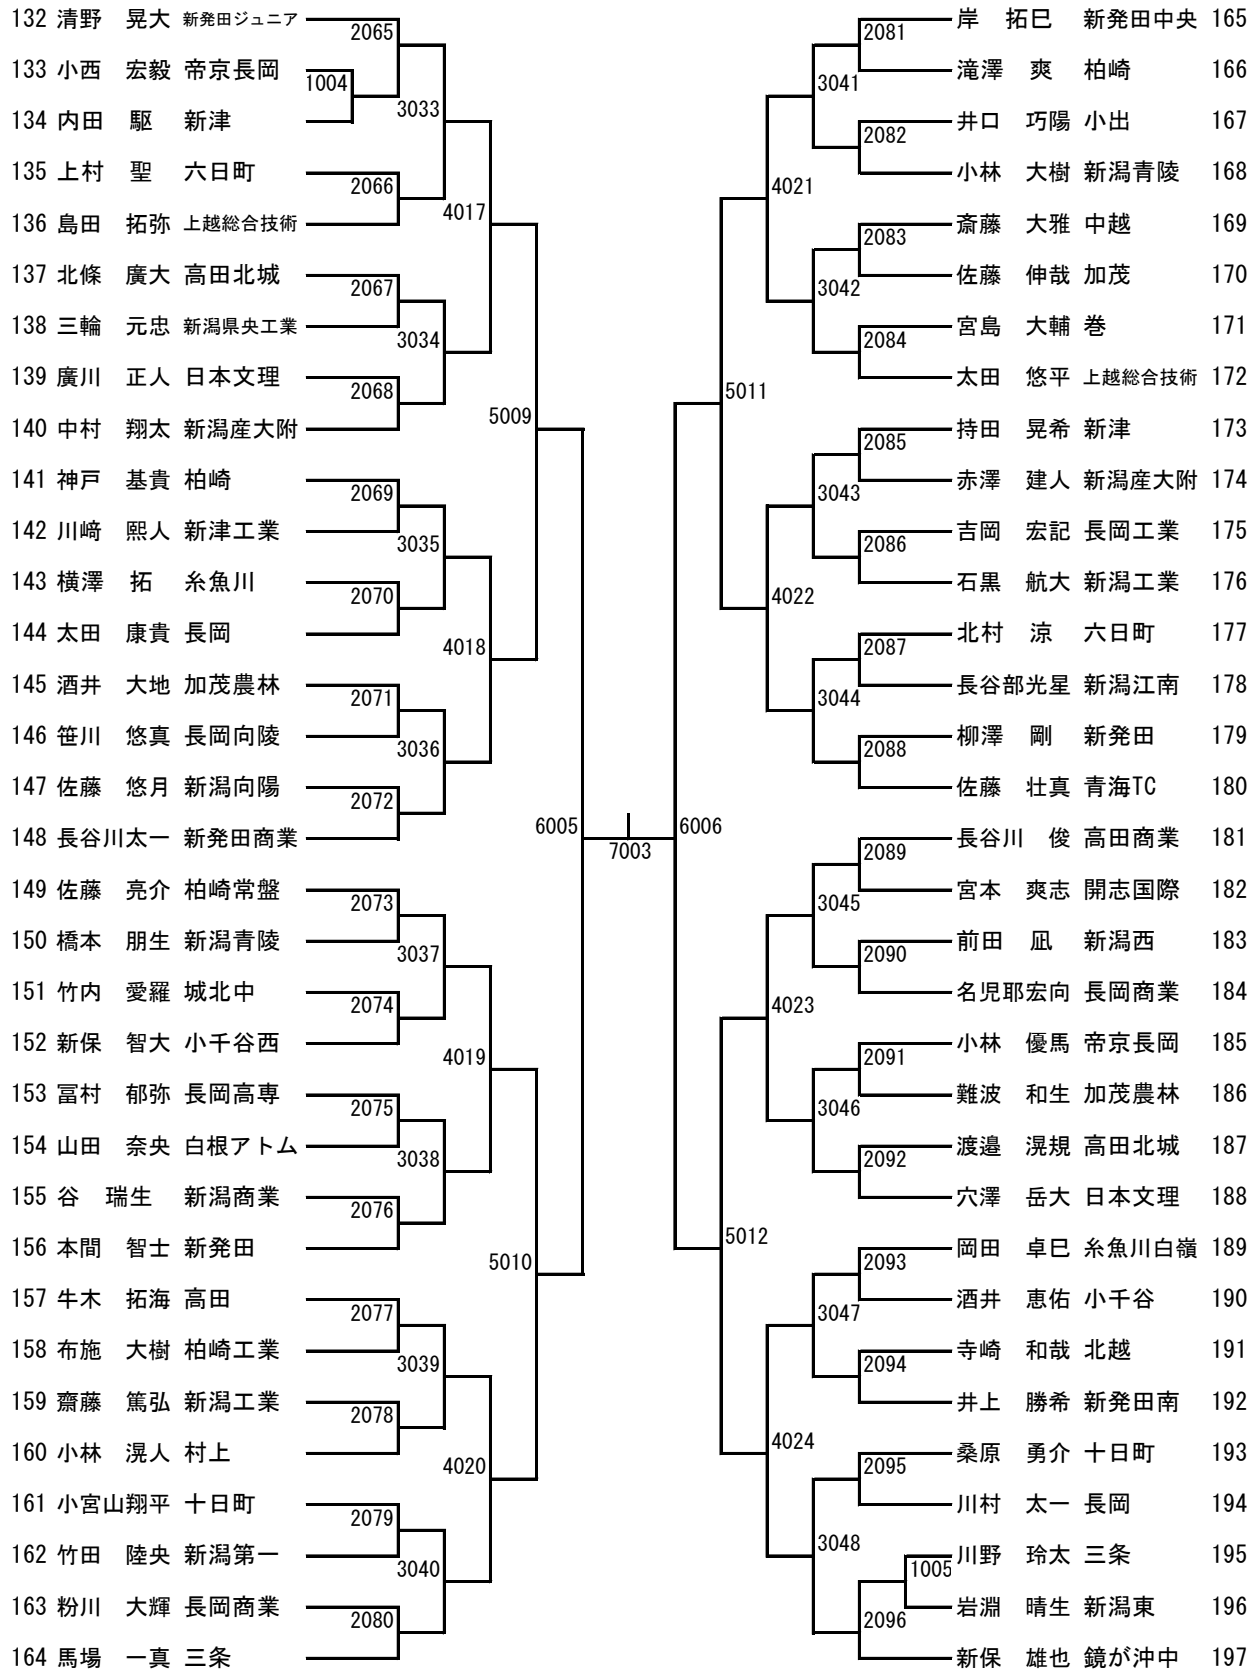 132 清野　晃大 新発田ジュニア
133 小西　宏毅 帝京長岡
134 内田　駆　新津
135 上村　聖　六日町
136 島田　拓弥 上越総合技術
137 北條　廣大 高田北城
138 三輪　元忠 新潟県央工業
139 廣川　正人 日本文理
140 中村　翔太 新潟産大附
141 神戸　基貴 柏崎
142 川﨑　熙人 新津工業
143 横澤　拓　糸魚川
144 太田　康貴 長岡
145 酒井　大地 加茂農林
146 笹川　悠真 長岡向陵
147 佐藤　悠月 新潟向陽
148 長谷川太一 新発田商業
149 佐藤　亮介 柏崎常盤
150 橋本　朋生 新潟青陵
151 竹内　愛羅 城北中
152 新保　智大 小千谷西
153 冨村　郁弥 長岡高専
154 山田　奈央 白根アトム
155 谷　瑞生　新潟商業
156 本間　智士 新発田
157 牛木　拓海 高田
158 布施　大樹 柏崎工業
159 齋藤　篤弘 新潟工業
160 小林　滉人 村上
161 小宮山翔平 十日町
162 竹田　陸央 新潟第一
163 粉川　大輝 長岡商業
164 馬場　一真 三条
1004
2065
2066
2067
2068
2069
2070
2071
2072
2073
2074
2075
2076
2077
2078
2079
2080
3033
3034
3035
3036
3037
3038
3039
3040
4017
4018
4019
4020
5009
5010
6005
7003
6006
5011
5012
4021
4022
4023
4024
3041
3042
3043
3044
3045
3046
3047
3048
2081
2082
2083
2084
2085
2086
2087
2088
2089
2090
2091
2092
2093
2094
2095
2096
1005
岸　拓巳　新発田中央 165
滝澤　爽　柏崎 166
井口　巧陽 小出 167
小林　大樹 新潟青陵 168
斎藤　大雅 中越 169
佐藤　伸哉 加茂 170
宮島　大輔 巻 171
太田　悠平 上越総合技術 172
持田　晃希 新津 173
赤澤　建人 新潟産大附 174
吉岡　宏記 長岡工業 175
石黒　航大 新潟工業 176
北村　涼　六日町 177
長谷部光星 新潟江南 178
柳澤　剛　新発田 179
佐藤　壮真 青海TC 180
長谷川　俊 高田商業 181
宮本　爽志 開志国際 182
前田　凪　新潟西 183
名児耶宏向 長岡商業 184
小林　優馬 帝京長岡 185
難波　和生 加茂農林 186
渡邉　滉規 高田北城 187
穴澤　岳大 日本文理 188
岡田　卓巳 糸魚川白嶺 189
酒井　恵佑 小千谷 190
寺崎　和哉 北越 191
井上　勝希 新発田南 192
桑原　勇介 十日町 193
川村　太一 長岡 194
川野　玲太 三条 195
岩淵　晴生 新潟東 196
新保　雄也 鏡が沖中 197